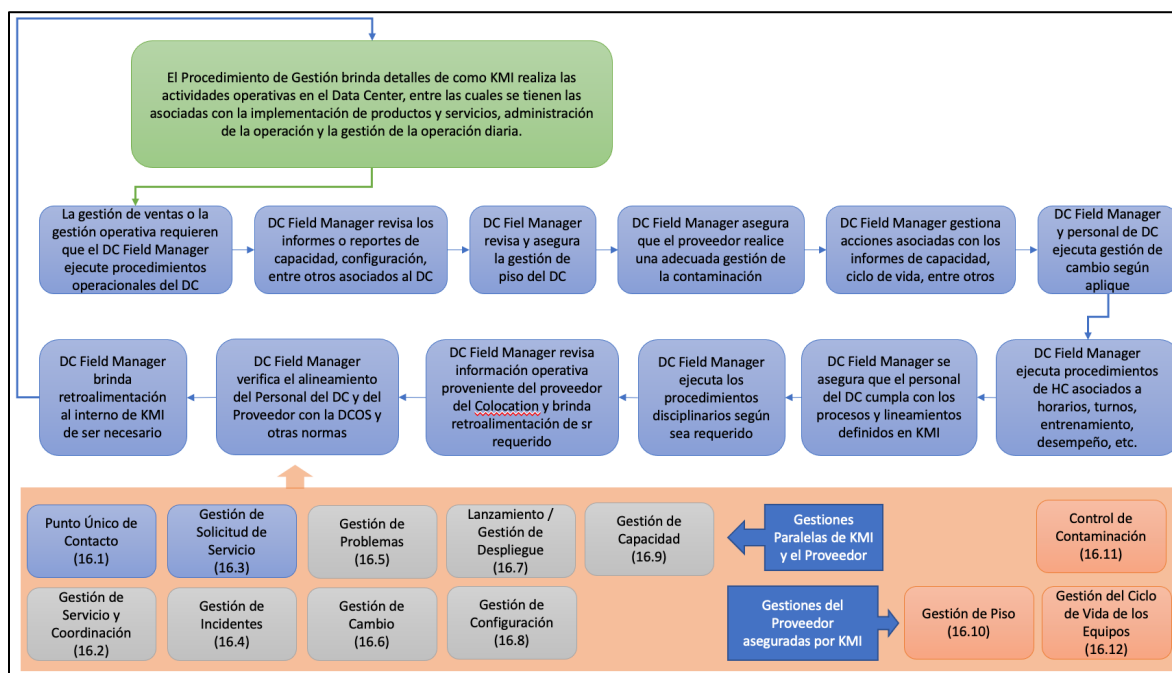 El Procedimiento de Gestión brinda detalles de como KMI realiza las
actividades operativas en el Data Center, entre las cuales se tienen las
asociadas con la implementación de productos y servicios, administración
de la operación y la gestión de la operación diaria.
La gestión de ventas o la
gestión operativa requieren
que el DC Field Manager
ejecute procedimientos
operacionales del DC
DC Field Manager revisa los
informes o reportes de
capacidad, configuración,
entre otros asociados al DC
DC Fiel Manager
revisa y asegura
la gestión de
piso del DC
DC Field Manager asegura
que el proveedor realice
una adecuada gestión de
la contaminación
DC Field Manager gestiona
acciones asociadas con los
informes de capacidad,
ciclo de vida, entre otros
DC Field Manager
y personal de DC
ejecuta gestión de
cambio según
aplique
DC Field Manager
brinda
retroalimentación
al interno de KMI
de ser necesario
DC Field Manager
verifica el alineamiento
del Personal del DC y del
Proveedor con la DCOS y
otras normas
DC Field Manager revisa
información operativa
proveniente del proveedor
del Colocation y brinda
retroalimentación de sr
requerido
DC Field Manager
ejecuta los
procedimientos
disciplinarios según
sea requerido
DC Field Manager se
asegura que el personal
del DC cumpla con los
procesos y lineamientos
definidos en KMI
DC Field Manager
ejecuta procedimientos
de HC asociados a
horarios, turnos,
entrenamiento,
desempeño, etc.
Punto Único de
Contacto
(16.1)
Gestión de
Solicitud de
Servicio
(16.3)
Gestión de
Problemas
(16.5)
Lanzamiento /
Gestión de
Despliegue
(16.7)
Gestión de
Capacidad
(16.9)
Gestiones
Paralelas de KMI
y el Proveedor
Control de
Contaminación
(16.11)
Gestión de
Servicio y
Coordinación
(16.2)
Gestión de
Incidentes
(16.4)
Gestión de
Cambio
(16.6)
Gestión de
Configuración
(16.8)
Gestiones del
Proveedor
aseguradas por KMI
Gestión de Piso
(16.10)
Gestión del Ciclo
de Vida de los
Equipos
(16.12)